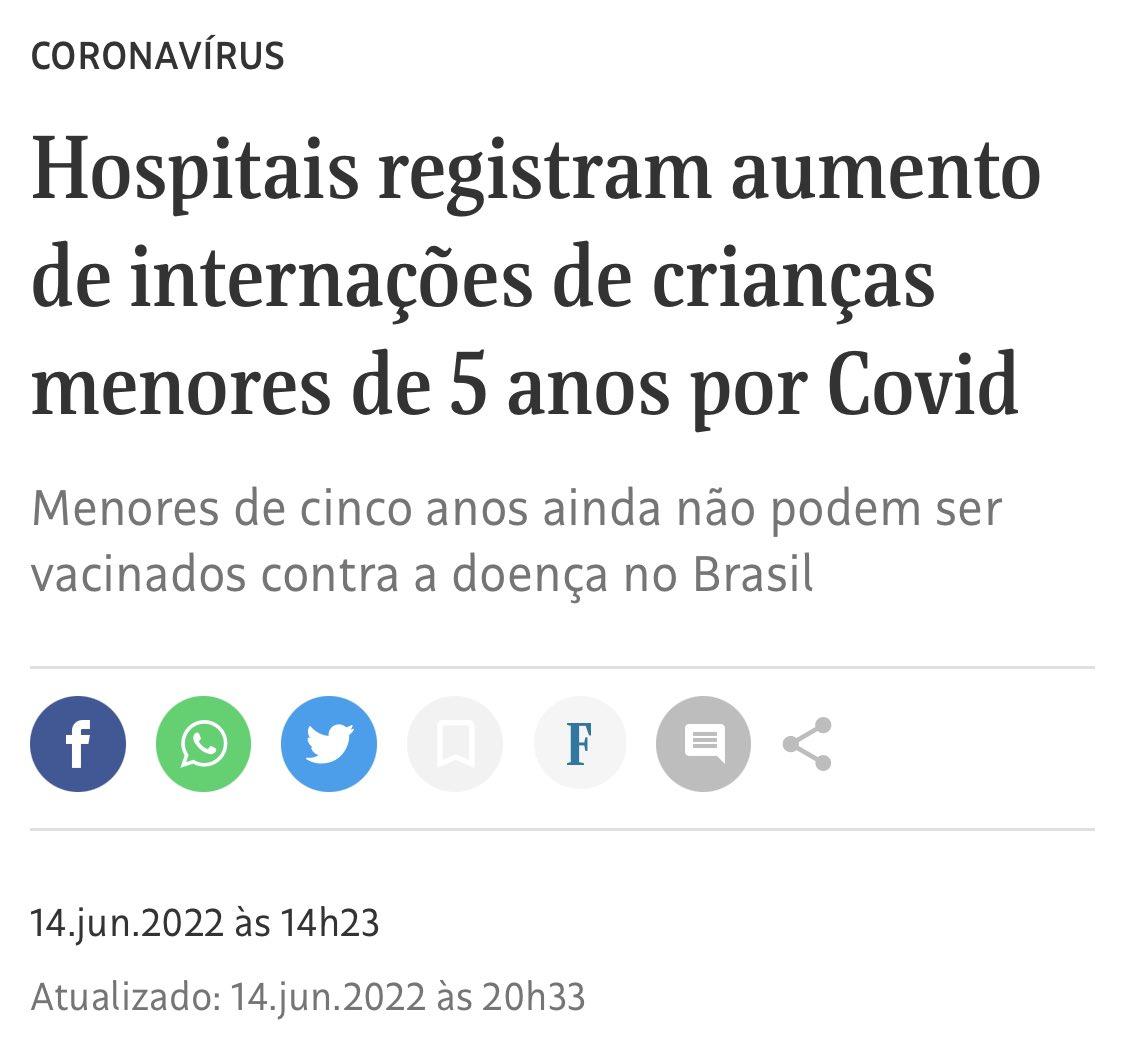 CORONAVÍRUS
Hospitais registram aumento
de internações de crianças
menores de 5 anos por Covid
Menores de cinco anos ainda não podem ser
vacinados contra a doença no Brasil
f F
14.jun.2022 às 14h23
Atualizado: 14.jun.2022 às 20h33